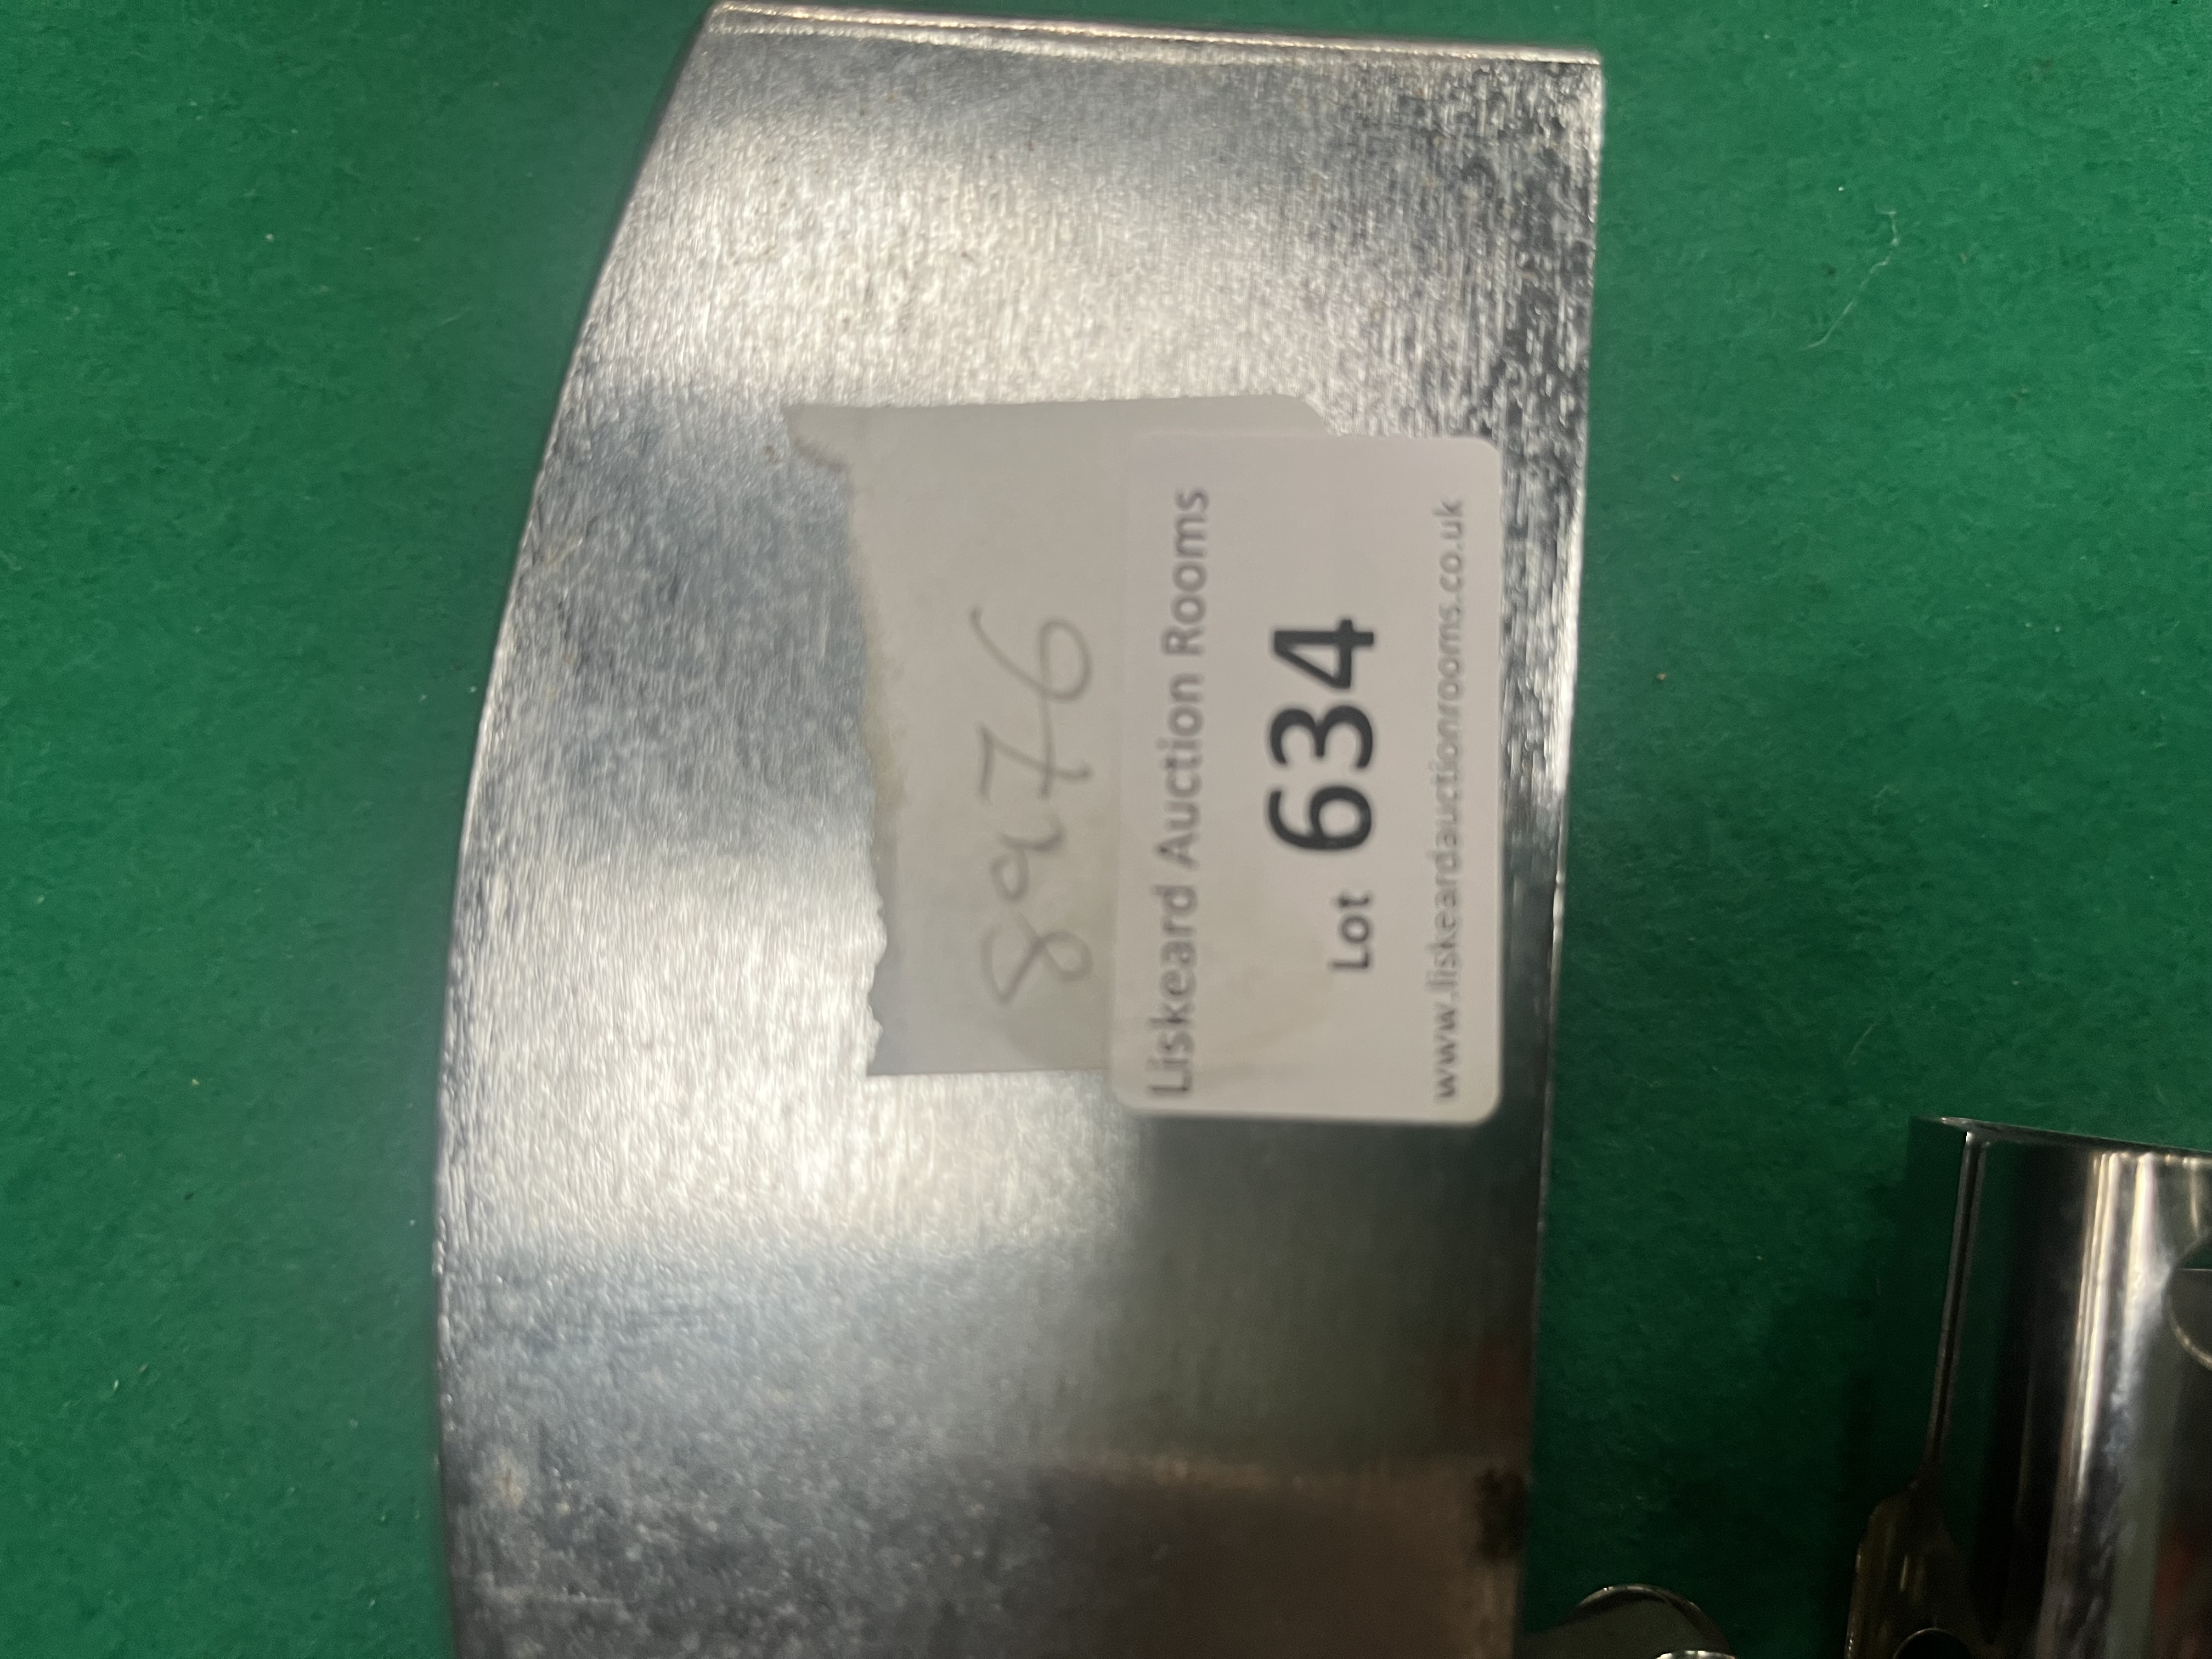 8976
Liskeard Auction Rooms
Lot 634
www.liskeardauctionrooms.co.uk